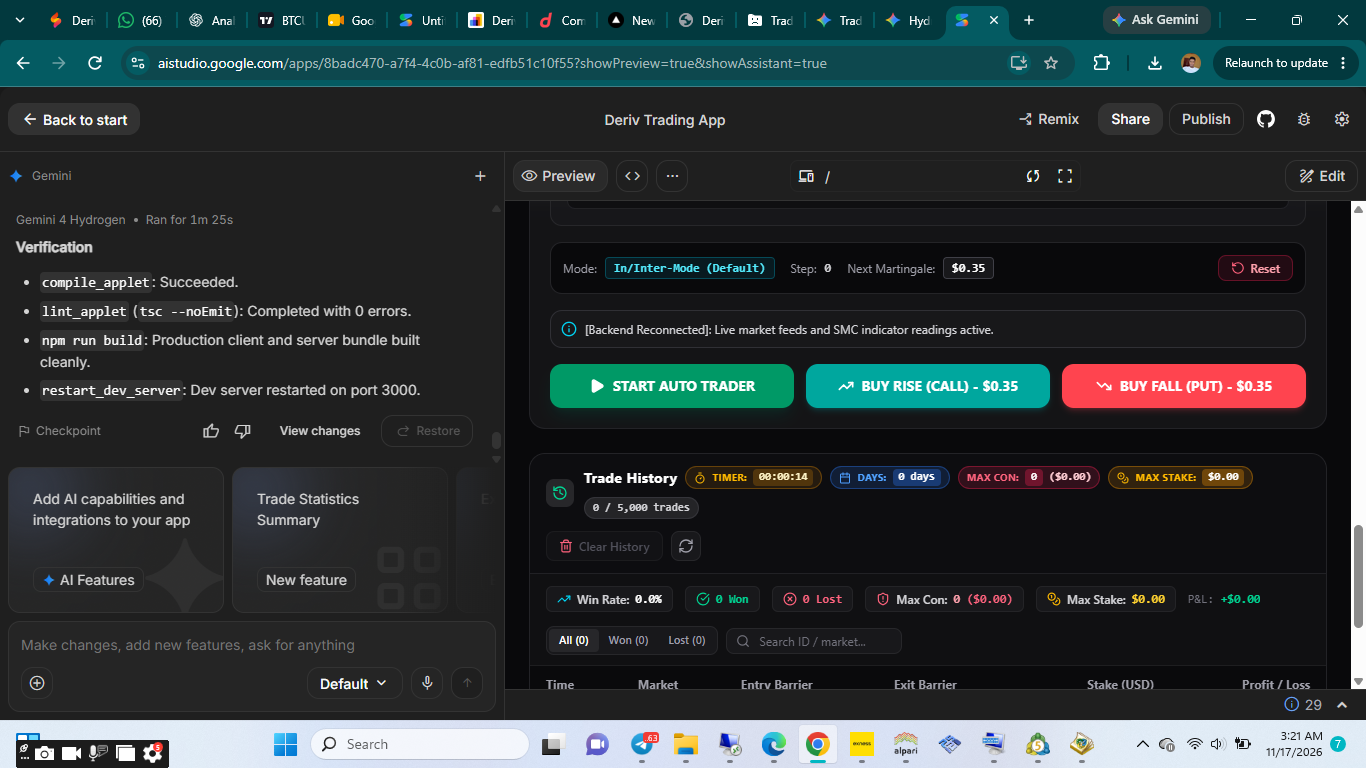 Deri
(66)
Anal
BTCU
Goo
Unti
Deri
Com
New
Deri
Trad
Trad
Hyd
Ask Gemini
aistudio.google.com/apps/8badc470-a7f4-4c0b-af81-edfb51c10f55?showPreview=true&showAssistant=true
Relaunch to update
Back to start
Deriv Trading App
Remix
Share
Publish
Gemini
Preview
/
Edit
Gemini 4 Hydrogen • Ran for 1m 25s
Verification
• compile_applet: Succeeded.
• lint_applet (tsc --noEmit): Completed with 0 errors.
• npm run build: Production client and server bundle built
cleanly.
• restart_dev_server: Dev server restarted on port 3000.
Checkpoint
View changes
Restore
Add AI capabilities and
integrations to your app
AI Features
Trade Statistics
Summary
New feature
E
Make changes, add new features, ask for anything
Default
Mode: In/Inter-Mode (Default) Step: 0 Next Martingale: $0.35
Reset
[Backend Reconnected]: Live market feeds and SMC indicator readings active.
START AUTO TRADER
BUY RISE (CALL) - $0.35
BUY FALL (PUT) - $0.35
Trade History
TIMER: 00:00:14
DAYS: 0 days
MAX CON: 0 ($0.00)
MAX STAKE: $0.00
0 / 5,000 trades
Clear History
Win Rate: 0.0%
0 Won
0 Lost
Max Con: 0 ($0.00)
Max Stake: $0.00
P&L: +$0.00
All (0) Won (0) Lost (0)
Search ID / market...
Time Market Entry Barrier Exit Barrier Stake (USD) Profit / Loss
29
5
Search
63
exness
alpari
3:21 AM
11/17/2026
7